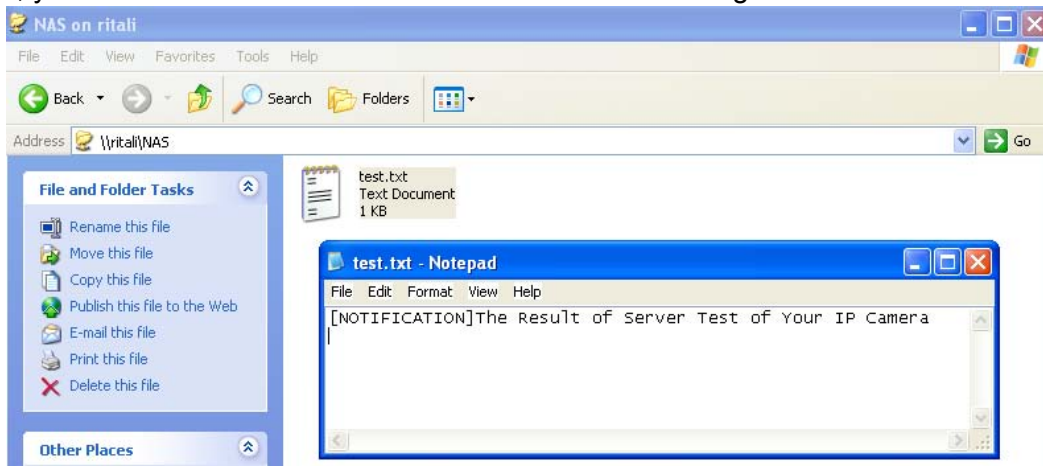 NAS on ritali
File Edit View Favorites Tools Help
Back Search Folders
Address \\ritali\NAS Go
File and Folder Tasks
Rename this file
Move this file
Copy this file
Publish this file to the Web
E-mail this file
Print this file
Delete this file
Other Places
test.txt
Text Document
1 KB
test.txt - Notepad
File Edit Format View Help
[NOTIFICATION]The Result of Server Test of Your IP Camera